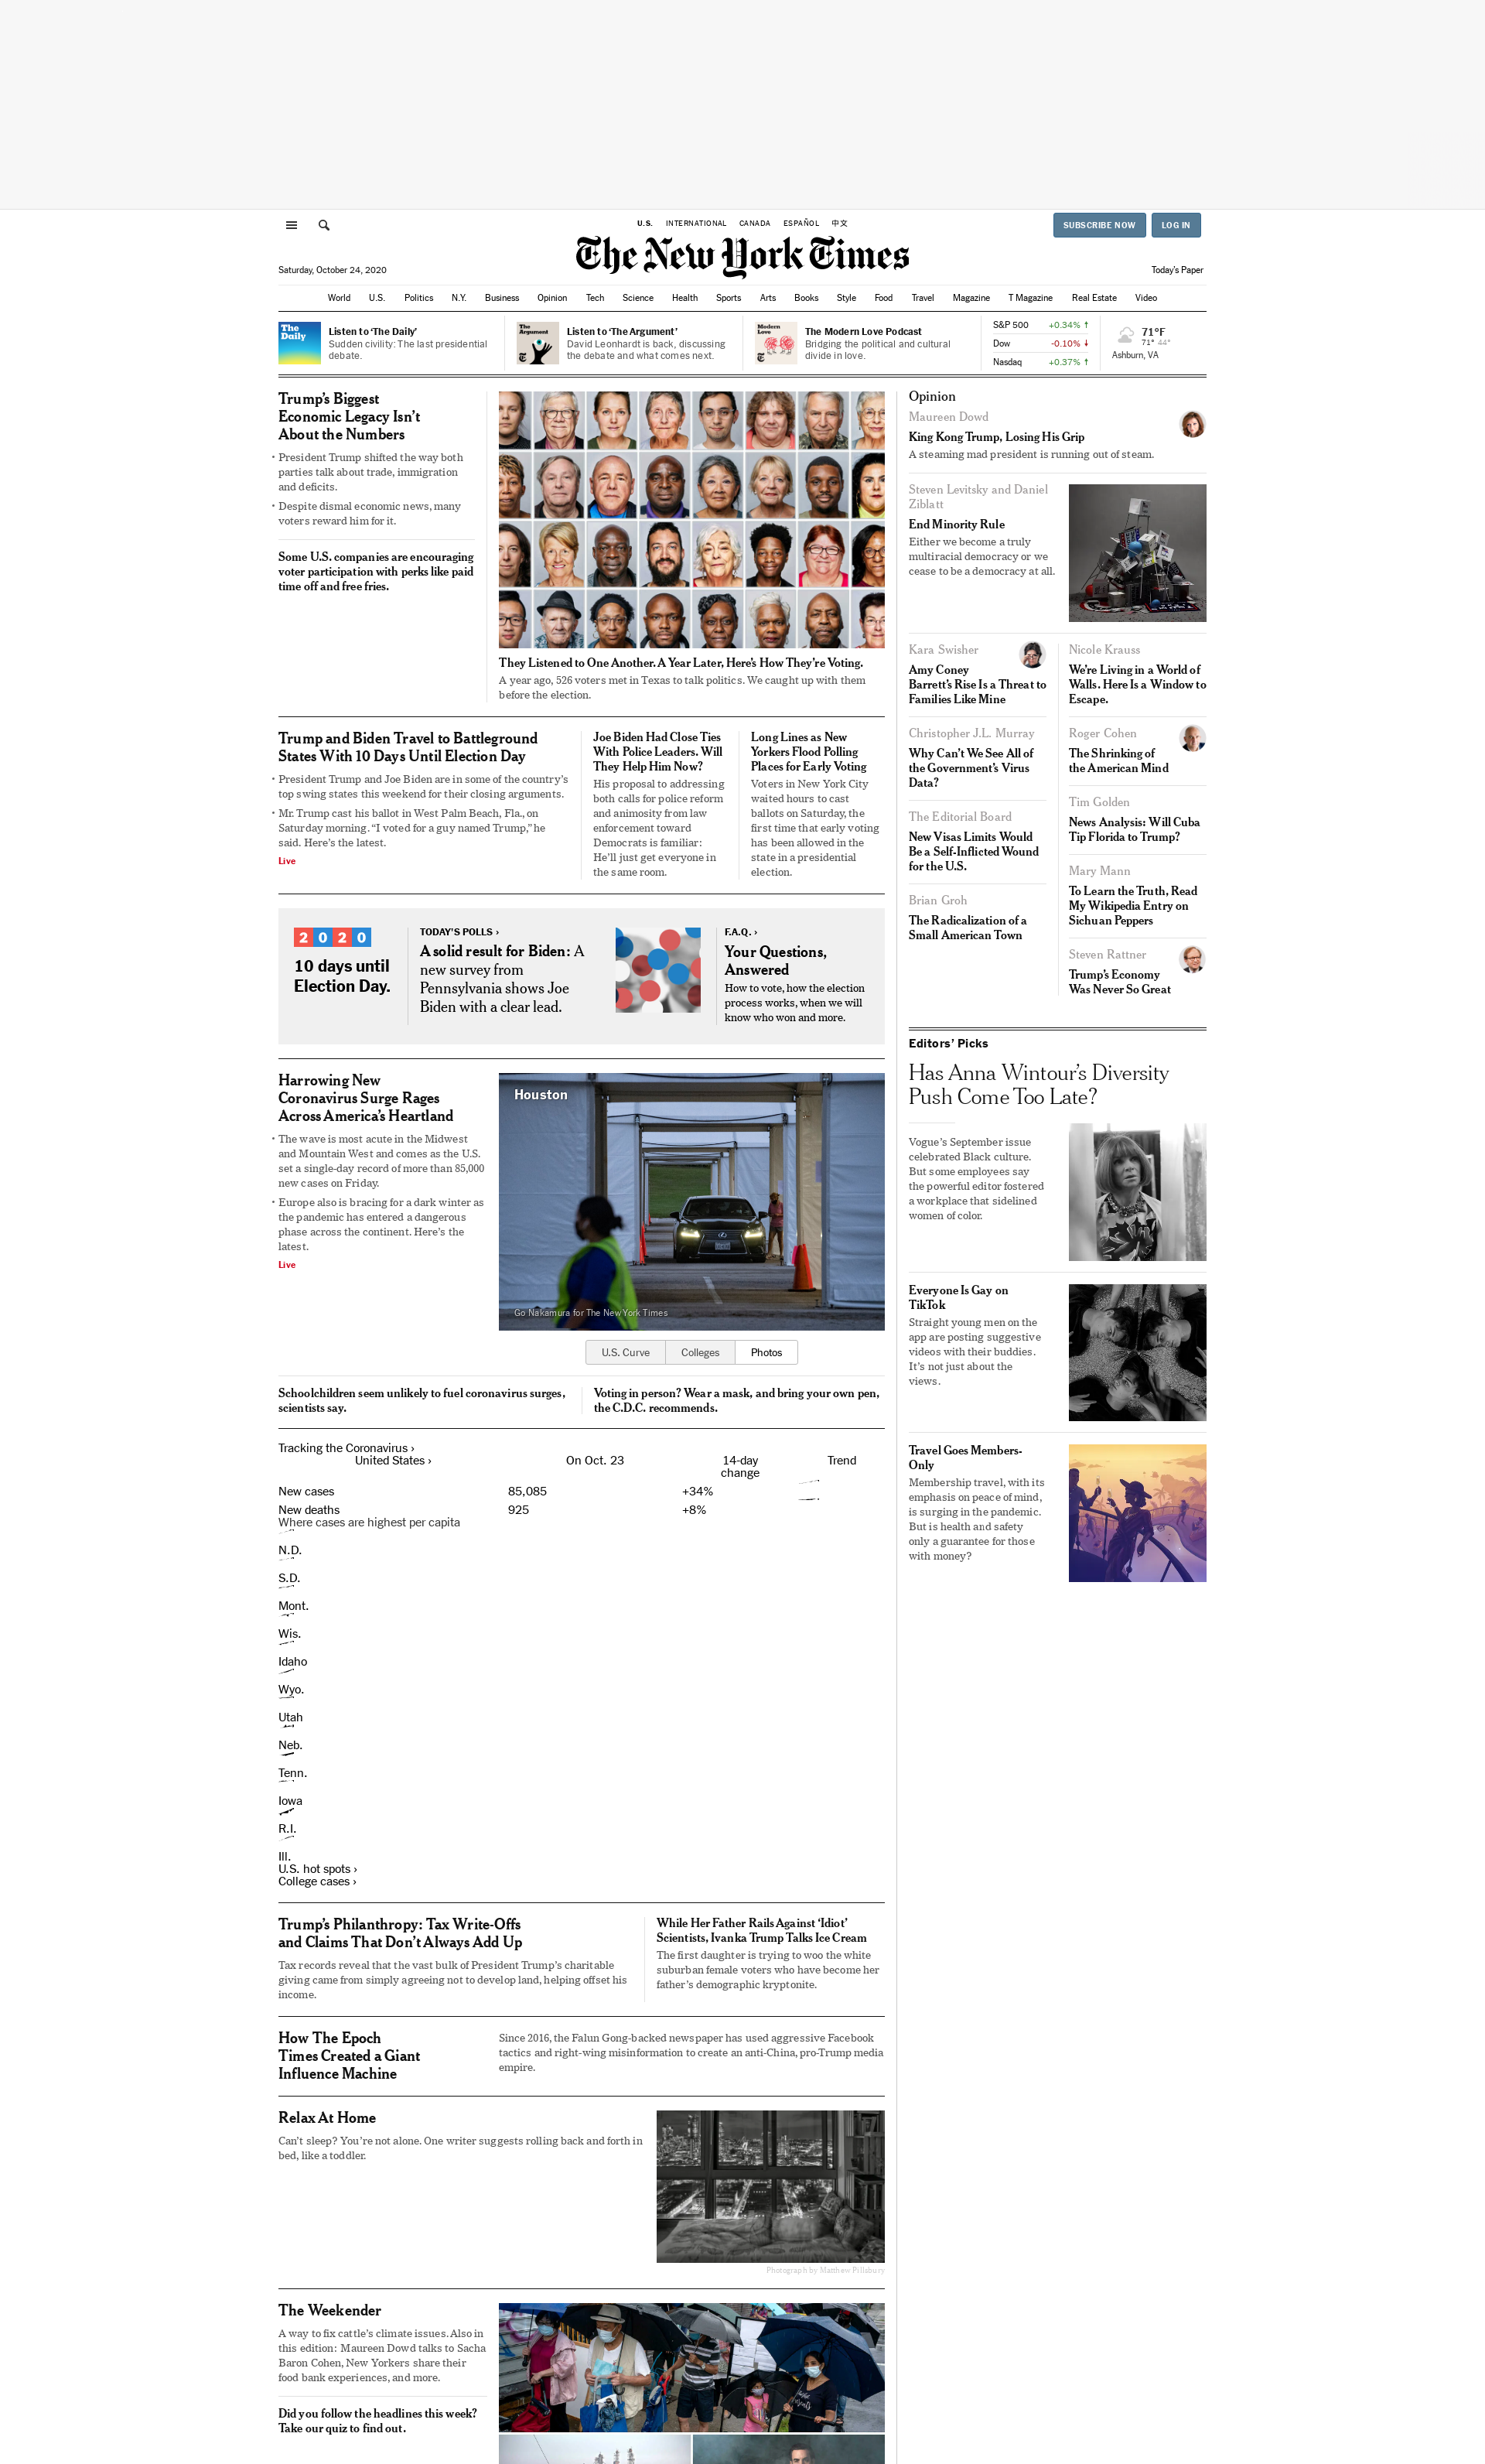 U.S. INTERNATIONAL CANADA ESPAÑOL 中文
SUBSCRIBE NOW LOG IN
The New York Times
Saturday, October 24, 2020
Today's Paper
World U.S. Politics N.Y. Business Opinion Tech Science Health Sports Arts Books Style Food Travel Magazine T Magazine Real Estate Video
The
Daily
Listen to ‘The Daily’
Sudden civility: The last presidential
debate.
The
Argument
Listen to ‘The Argument’
David Leonhardt is back, discussing
the debate and what comes next.
Modern
Love
The Modern Love Podcast
Bridging the political and cultural
divide in love.
S&P 500 +0.34% ↑
Dow -0.10% ↓
Nasdaq +0.37% ↑
71°F
71° 44°
Ashburn, VA
Trump’s Biggest
Economic Legacy Isn’t
About the Numbers
• President Trump shifted the way both
parties talk about trade, immigration
and deficits.
• Despite dismal economic news, many
voters reward him for it.
Some U.S. companies are encouraging
voter participation with perks like paid
time off and free fries.
They Listened to One Another. A Year Later, Here’s How They’re Voting.
A year ago, 526 voters met in Texas to talk politics. We caught up with them
before the election.
Trump and Biden Travel to Battleground
States With 10 Days Until Election Day
• President Trump and Joe Biden are in some of the country’s
top swing states this weekend for their closing arguments.
• Mr. Trump cast his ballot in West Palm Beach, Fla., on
Saturday morning. “I voted for a guy named Trump,” he
said. Here’s the latest.
Live
Joe Biden Had Close Ties
With Police Leaders. Will
They Help Him Now?
His proposal to addressing
both calls for police reform
and animosity from law
enforcement toward
Democrats is familiar:
He’ll just get everyone in
the same room.
Long Lines as New
Yorkers Flood Polling
Places for Early Voting
Voters in New York City
waited hours to cast
ballots on Saturday, the
first time that early voting
has been allowed in the
state in a presidential
election.
2020
10 days until
Election Day.
TODAY’S POLLS ›
A solid result for Biden: A
new survey from
Pennsylvania shows Joe
Biden with a clear lead.
F.A.Q. ›
Your Questions,
Answered
How to vote, how the election
process works, when we will
know who won and more.
Harrowing New
Coronavirus Surge Rages
Across America’s Heartland
• The wave is most acute in the Midwest
and Mountain West and comes as the U.S.
set a single-day record of more than 85,000
new cases on Friday.
• Europe also is bracing for a dark winter as
the pandemic has entered a dangerous
phase across the continent. Here’s the
latest.
Live
Houston
Go Nakamura for The New York Times
U.S. Curve Colleges Photos
Schoolchildren seem unlikely to fuel coronavirus surges,
scientists say.
Voting in person? Wear a mask, and bring your own pen,
the C.D.C. recommends.
Tracking the Coronavirus ›
United States › On Oct. 23 14-day Trend
change
New cases 85,085 +34%
New deaths 925 +8%
Where cases are highest per capita
N.D.
S.D.
Mont.
Wis.
Idaho
Wyo.
Utah
Neb.
Tenn.
Iowa
R.I.
Ill.
U.S. hot spots ›
College cases ›
Trump’s Philanthropy: Tax Write-Offs
and Claims That Don’t Always Add Up
Tax records reveal that the vast bulk of President Trump’s charitable
giving came from simply agreeing not to develop land, helping offset his
income.
While Her Father Rails Against ‘Idiot’
Scientists, Ivanka Trump Talks Ice Cream
The first daughter is trying to woo the white
suburban female voters who have become her
father’s demographic kryptonite.
How The Epoch
Times Created a Giant
Influence Machine
Since 2016, the Falun Gong-backed newspaper has used aggressive Facebook
tactics and right-wing misinformation to create an anti-China, pro-Trump media
empire.
Relax At Home
Can’t sleep? You’re not alone. One writer suggests rolling back and forth in
bed, like a toddler.
Photograph by Matthew Pillsbury
The Weekender
A way to fix cattle’s climate issues. Also in
this edition: Maureen Dowd talks to Sacha
Baron Cohen, New Yorkers share their
food bank experiences, and more.
Did you follow the headlines this week?
Take our quiz to find out.
Opinion
Maureen Dowd
King Kong Trump, Losing His Grip
A steaming mad president is running out of steam.
Steven Levitsky and Daniel
Ziblatt
End Minority Rule
Either we become a truly
multiracial democracy or we
cease to be a democracy at all.
Kara Swisher
Amy Coney
Barrett’s Rise Is a Threat to
Families Like Mine
Christopher J.L. Murray
Why Can’t We See All of
the Government’s Virus
Data?
The Editorial Board
New Visas Limits Would
Be a Self-Inflicted Wound
for the U.S.
Brian Groh
The Radicalization of a
Small American Town
Nicole Krauss
We’re Living in a World of
Walls. Here Is a Window to
Escape.
Roger Cohen
The Shrinking of
the American Mind
Tim Golden
News Analysis: Will Cuba
Tip Florida to Trump?
Mary Mann
To Learn the Truth, Read
My Wikipedia Entry on
Sichuan Peppers
Steven Rattner
Trump’s Economy
Was Never So Great
Editors’ Picks
Has Anna Wintour’s Diversity
Push Come Too Late?
Vogue’s September issue
celebrated Black culture.
But some employees say
the powerful editor fostered
a workplace that sidelined
women of color.
Everyone Is Gay on
TikTok
Straight young men on the
app are posting suggestive
videos with their buddies.
It’s not just about the
views.
Travel Goes Members-
Only
Membership travel, with its
emphasis on peace of mind,
is surging in the pandemic.
But is health and safety
only a guarantee for those
with money?